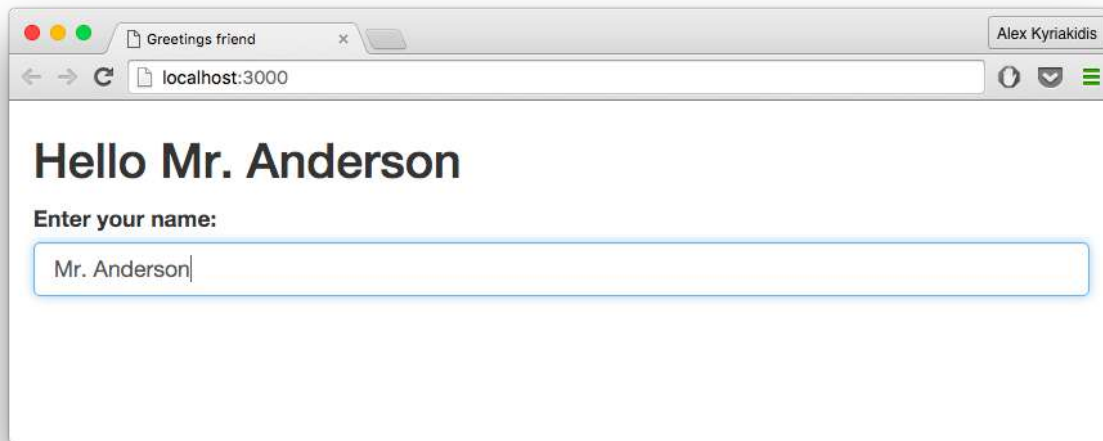 Greetings friend
Alex Kyriakidis
localhost:3000
Hello Mr. Anderson
Enter your name:
Mr. Anderson